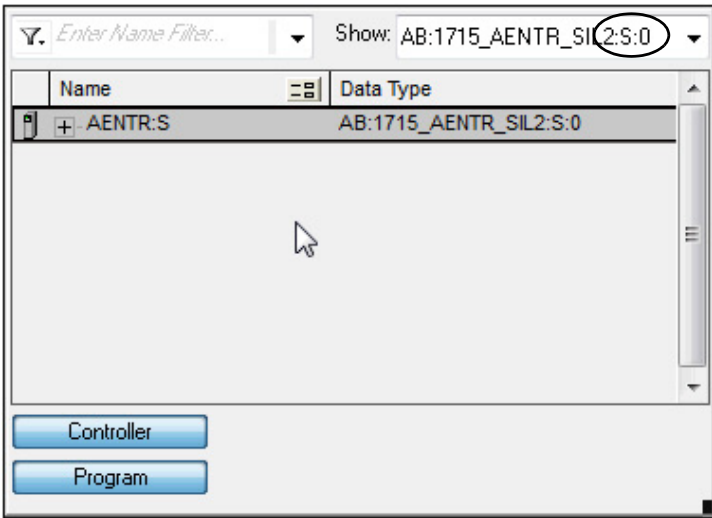 Enter Name Filter... Show: AB:1715_AENTR_SIL2:S:0
Name Data Type
AENTR:S AB:1715_AENTR_SIL2:S:0
Controller
Program